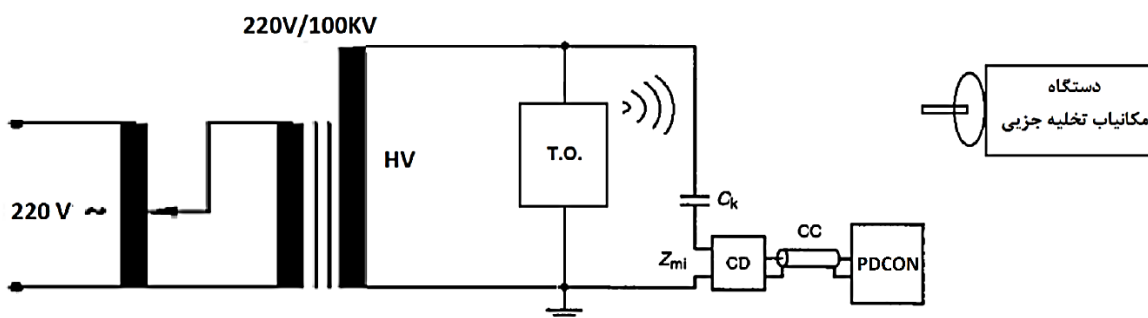 220V/100KV
دستگاه
مکانیاب تخلیه جزیی
T.O.
HV
220 V ~
Ck
CC
Zmi
CD
PDCON